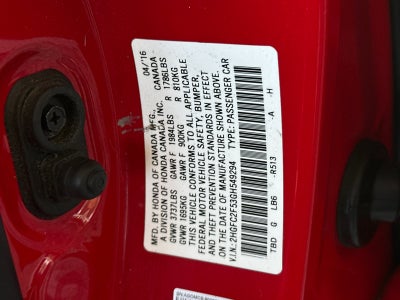 MFD. BY HONDA OF CANADA MFG., 04/16
A DIVISION OF HONDA CANADA INC. CANADA
GVWR 3737LBS GAWR F 1984LBS R 1786LBS
GVWR 1695KG GAWR F 900KG R 810KG
THIS VEHICLE CONFORMS TO ALL APPLICABLE
FEDERAL MOTOR VEHICLE SAFETY, BUMPER,
AND THEFT PREVENTION STANDARDS IN EFFECT
ON THE DATE OF MANUFACTURE SHOWN ABOVE.
V.I.N.: 2HGFC2F53GH549294 TYPE: PASSENGER CAR
TBD G LB6 -R513 -A -H